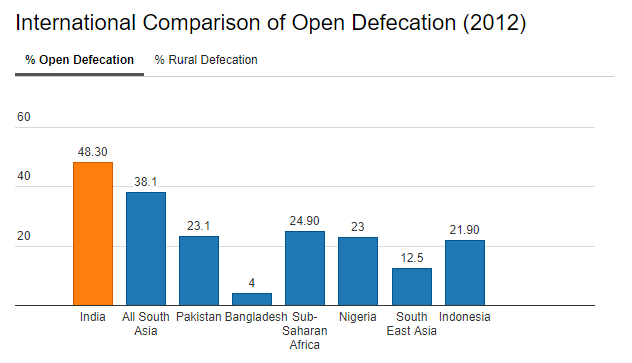 International Comparison of Open Defecation (2012)
% Open Defecation % Rural Defecation
60
40
20
48.30
38.1
23.1
4
24.90
23
12.5
21.90
India
All South
Asia
Pakistan
Bangladesh
Sub-
Saharan
Africa
Nigeria
South
East Asia
Indonesia